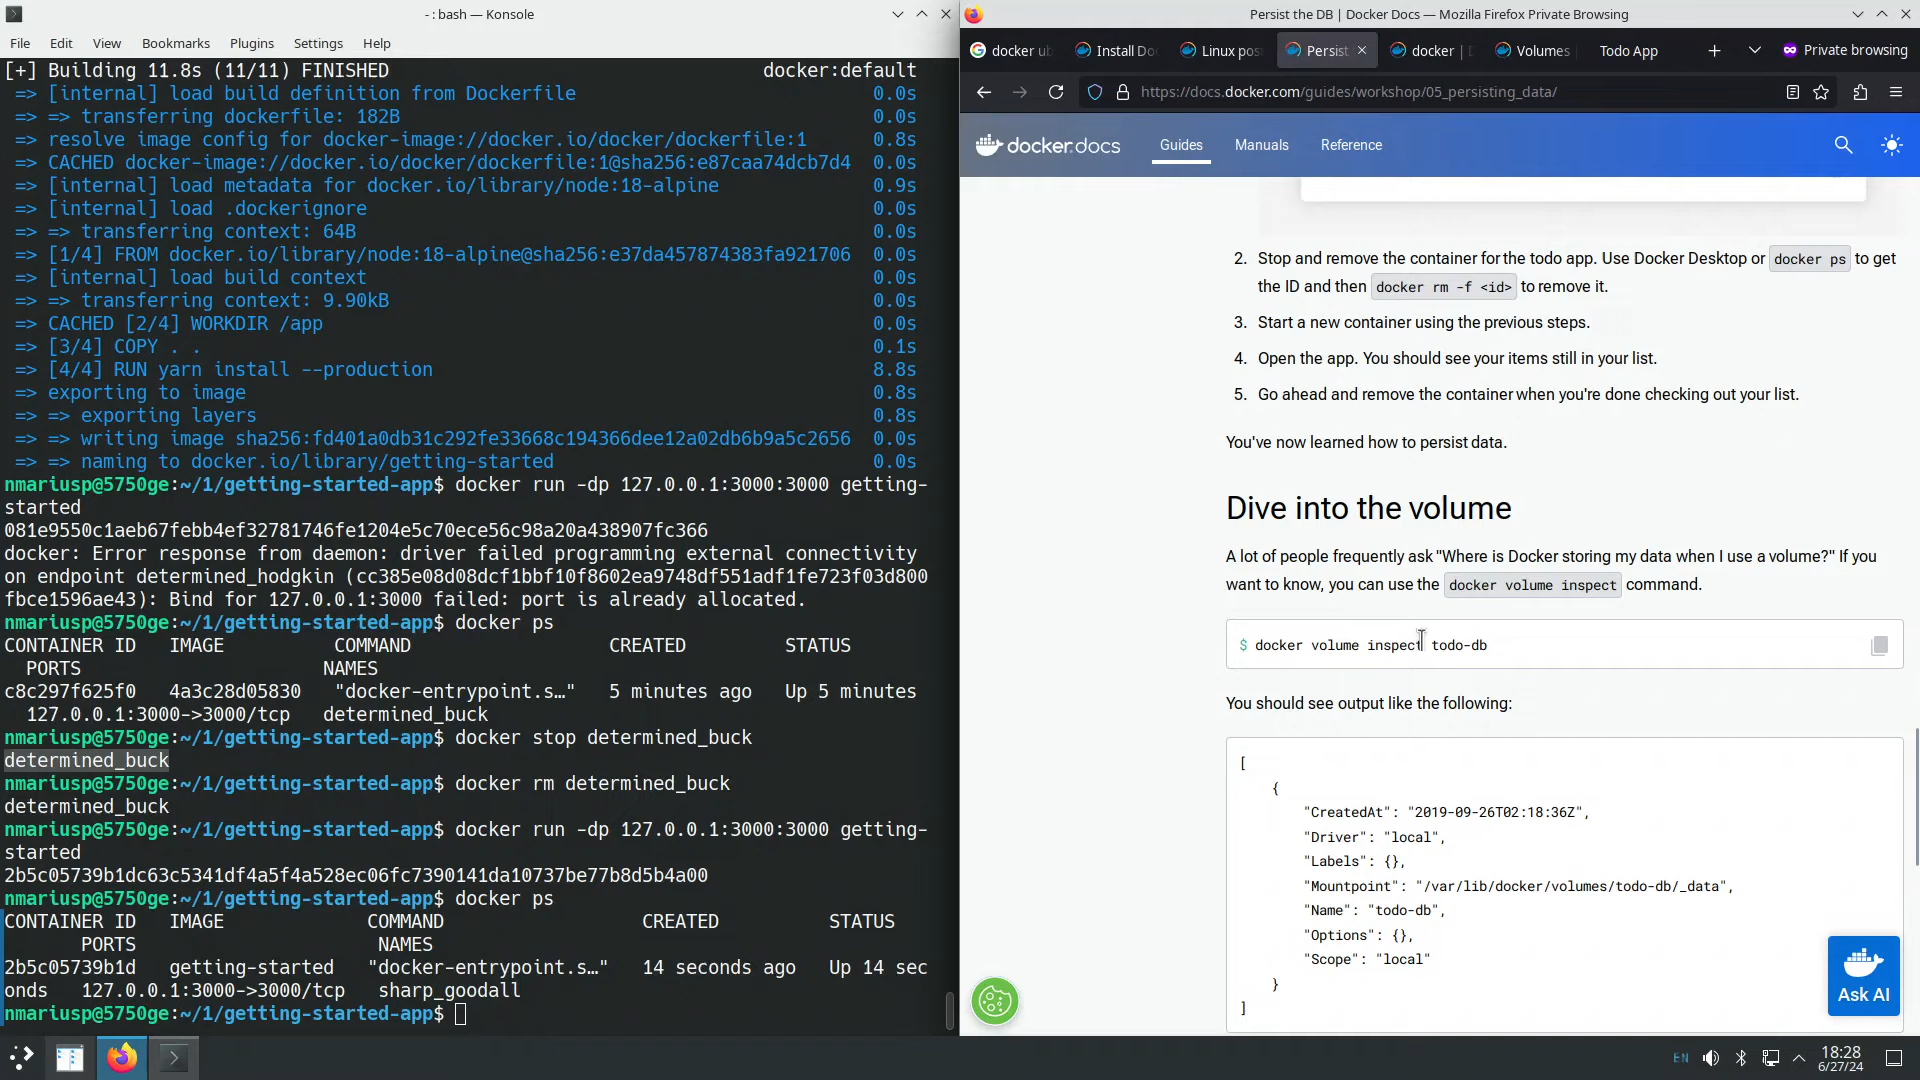 - : bash — Konsole
File Edit View Bookmarks Plugins Settings Help
[+] Building 11.8s (11/11) FINISHED docker:default
=> [internal] load build definition from Dockerfile 0.0s
=> => transferring dockerfile: 182B 0.0s
=> resolve image config for docker-image://docker.io/docker/dockerfile:1 0.8s
=> CACHED docker-image://docker.io/docker/dockerfile:1@sha256:e87caa74dcb7d4 0.0s
=> [internal] load metadata for docker.io/library/node:18-alpine 0.9s
=> [internal] load .dockerignore 0.0s
=> => transferring context: 64B 0.0s
=> [1/4] FROM docker.io/library/node:18-alpine@sha256:e37da457874383fa921706 0.0s
=> [internal] load build context 0.0s
=> => transferring context: 9.90kB 0.0s
=> CACHED [2/4] WORKDIR /app 0.0s
=> [3/4] COPY . . 0.1s
=> [4/4] RUN yarn install --production 8.8s
=> exporting to image 0.8s
=> => exporting layers 0.8s
=> => writing image sha256:fd401a0db31c292fe33668c194366dee12a02db6b9a5c2656 0.0s
=> => naming to docker.io/library/getting-started 0.0s
nmariusp@5750ge:~/1/getting-started-app$ docker run -dp 127.0.0.1:3000:3000 getting-
started
081e9550c1aeb67febb4ef32781746fe1204e5c70ece56c98a20a438907fc366
docker: Error response from daemon: driver failed programming external connectivity
on endpoint determined_hodgkin (cc385e08d08dcf1bbf10f8602ea9748df551adf1fe723f03d800
fbce1596ae43): Bind for 127.0.0.1:3000 failed: port is already allocated.
nmariusp@5750ge:~/1/getting-started-app$ docker ps
CONTAINER ID IMAGE COMMAND CREATED STATUS
PORTS NAMES
c8c297f625f0 4a3c28d05830 "docker-entrypoint.s…" 5 minutes ago Up 5 minutes
127.0.0.1:3000->3000/tcp determined_buck
nmariusp@5750ge:~/1/getting-started-app$ docker stop determined_buck
determined_buck
nmariusp@5750ge:~/1/getting-started-app$ docker rm determined_buck
determined_buck
nmariusp@5750ge:~/1/getting-started-app$ docker run -dp 127.0.0.1:3000:3000 getting-
started
2b5c05739b1dc63c5341df4a5f4a528ec06fc7390141da10737be77b8d5b4a00
nmariusp@5750ge:~/1/getting-started-app$ docker ps
CONTAINER ID IMAGE COMMAND CREATED STATUS
PORTS NAMES
2b5c05739b1d getting-started "docker-entrypoint.s…" 14 seconds ago Up 14 sec
onds 127.0.0.1:3000->3000/tcp sharp_goodall
nmariusp@5750ge:~/1/getting-started-app$
Persist the DB | Docker Docs — Mozilla Firefox Private Browsing
docker ub Install Do Linux pos Persist docker | Volumes Todo App Private browsing
https://docs.docker.com/guides/workshop/05_persisting_data/
docker.docs Guides Manuals Reference
2. Stop and remove the container for the todo app. Use Docker Desktop or docker ps to get
the ID and then docker rm -f <id> to remove it.
3. Start a new container using the previous steps.
4. Open the app. You should see your items still in your list.
5. Go ahead and remove the container when you're done checking out your list.
You've now learned how to persist data.
Dive into the volume
A lot of people frequently ask "Where is Docker storing my data when I use a volume?" If you
want to know, you can use the docker volume inspect command.
$ docker volume inspect todo-db
You should see output like the following:
[
{
"CreatedAt": "2019-09-26T02:18:36Z",
"Driver": "local",
"Labels": {},
"Mountpoint": "/var/lib/docker/volumes/todo-db/_data",
"Name": "todo-db",
"Options": {},
"Scope": "local"
}
]
Ask AI
EN 18:28
6/27/24